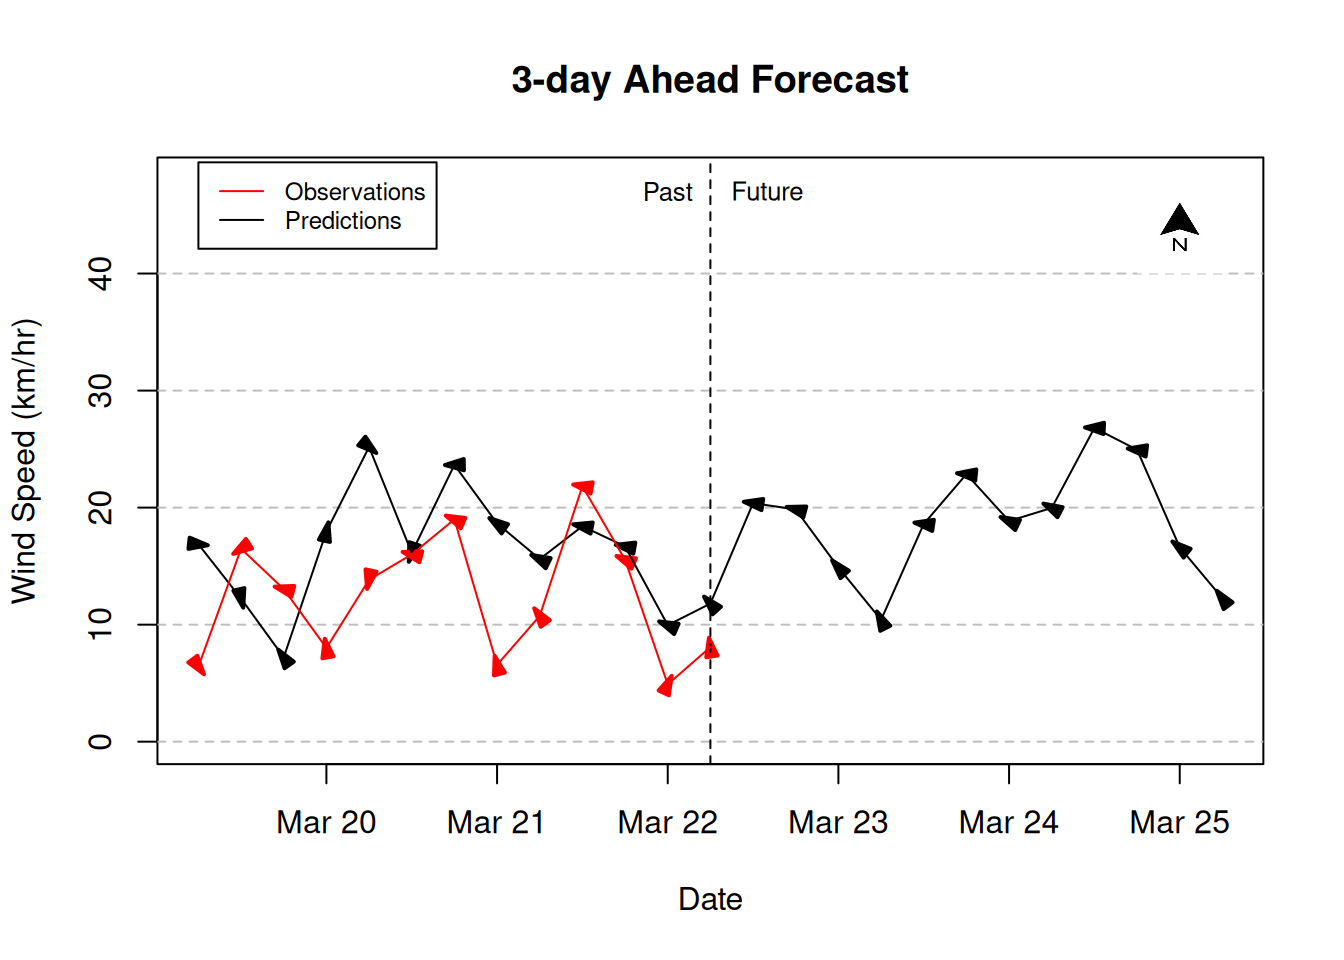 3-day Ahead Forecast
Observations
Predictions
Past
Future
N
Wind Speed (km/hr)
40
30
20
10
0
Mar 20
Mar 21
Mar 22
Mar 23
Mar 24
Mar 25
Date